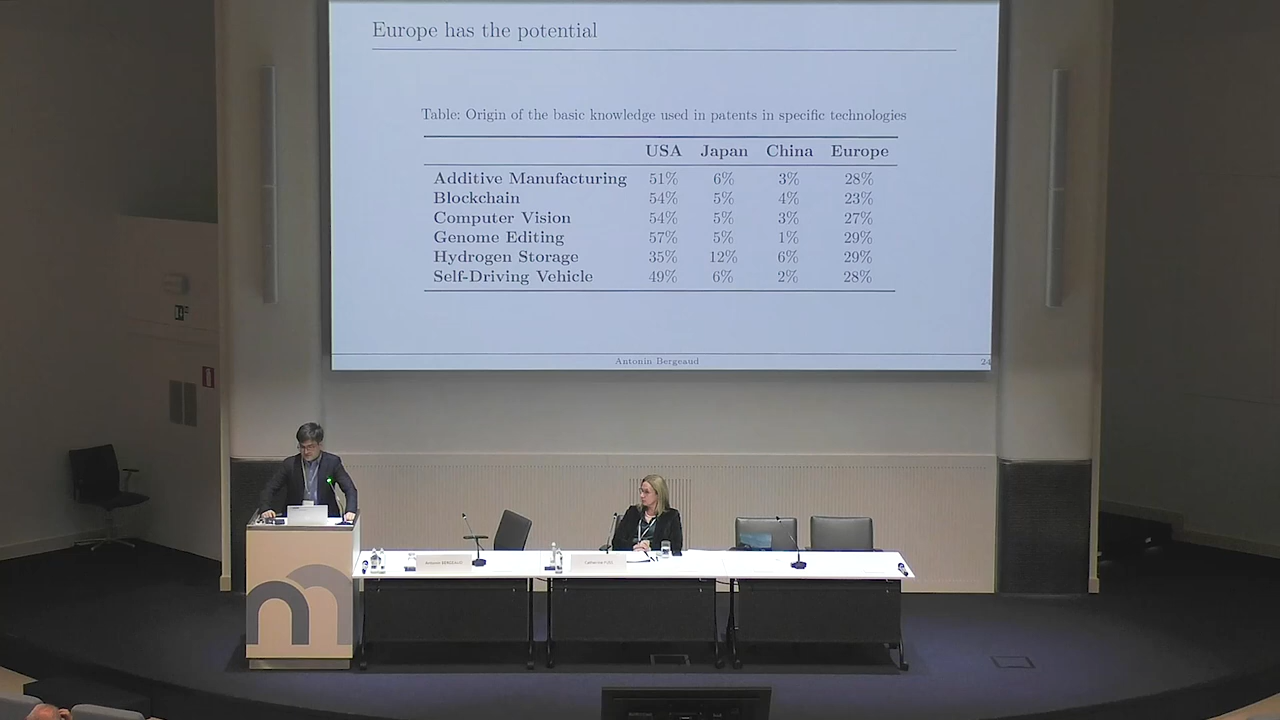 Europe has the potential
Table: Origin of the basic knowledge used in patents in specific technologies
USA Japan China Europe
Additive Manufacturing 51% 6% 3% 28%
Blockchain 54% 5% 4% 23%
Computer Vision 54% 5% 3% 27%
Genome Editing 57% 5% 1% 29%
Hydrogen Storage 35% 12% 6% 29%
Self-Driving Vehicle 49% 6% 2% 28%
Antonin Bergeaud
24
Antonin BERGEAUD